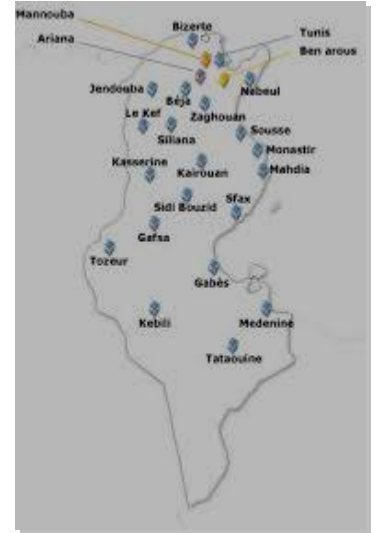 Mannouba
Bizerte
Ariana
Tunis
Ben arous
Jendouba
Béja
Nabeul
Le Kef
Zaghouan
Siliana
Sousse
Monastir
Kasserine
Kairouan
Mahdia
Sidi Bouzid
Sfax
Gafsa
Tozeur
Gabès
Kebili
Medenine
Tataouine